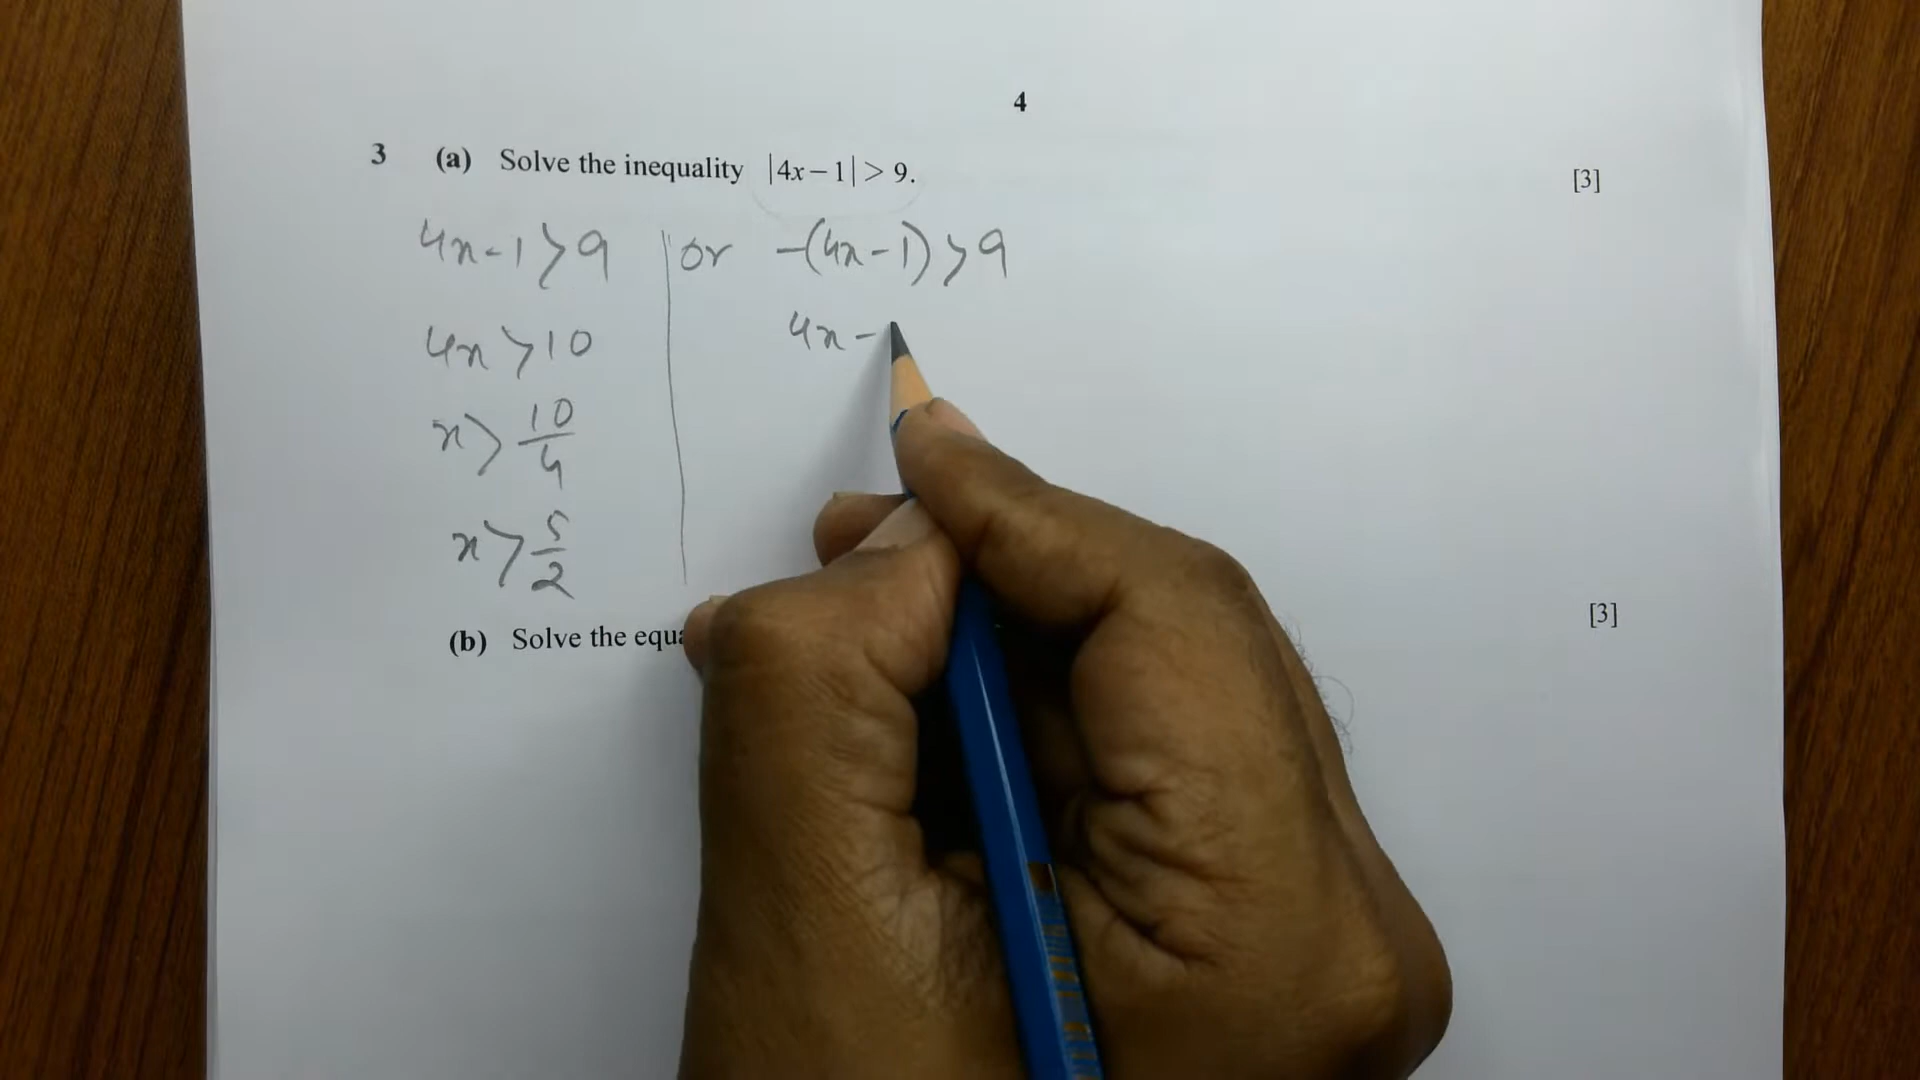 4
3 (a) Solve the inequality |4x − 1| > 9. [3]
4x - 1 > 9 or -(4x - 1) > 9
4x > 10 4x -
x > 10/4
x > 5/2
(b) Solve the [3]